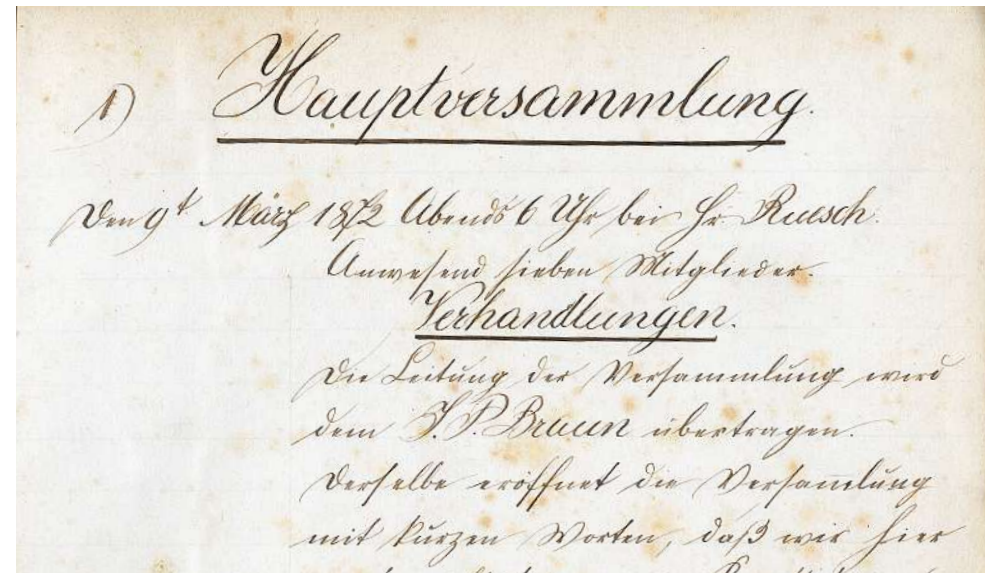 1) Hauptversammlung.
Den 9t März 1872 Abends 6 Uhr bei Hr. Ruesch.
Anwesend sieben Mitglieder.
Verhandlungen.
Die Leitung der Versammlung wird
dem J. P. Braun übertragen.
Derselbe eröffnet die Versammlung
mit kurzen Worten, daß wir hier